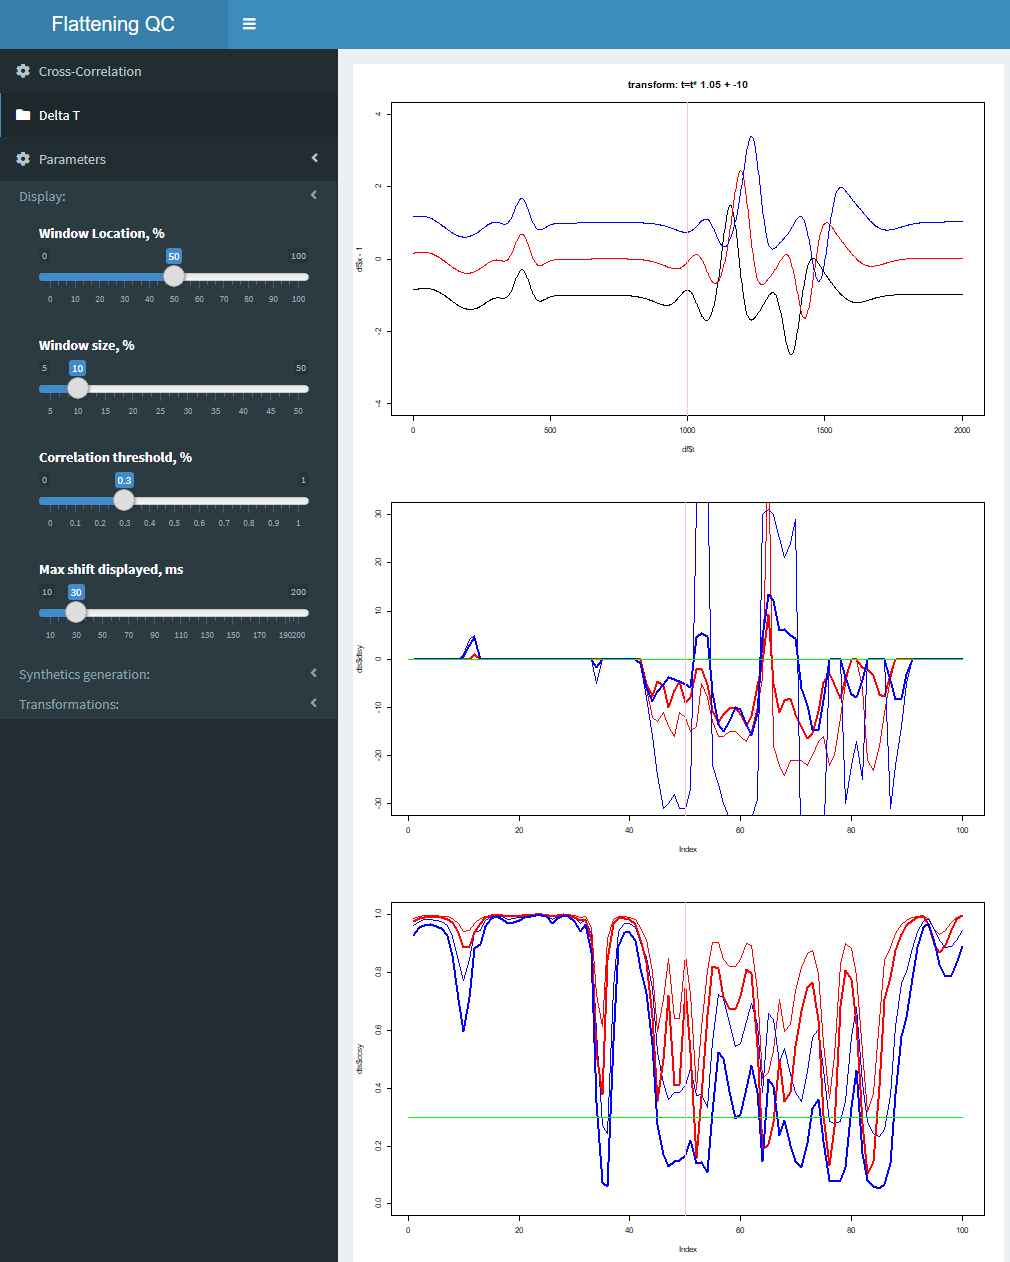 Flattening QC
Cross-Correlation
Delta T
Parameters
Display:
Window Location, %
0 50 100
0 10 20 30 40 50 60 70 80 90 100
Window size, %
5 10 50
5 10 15 20 25 30 35 40 45 50
Correlation threshold, %
0 0.3 1
0 0.1 0.2 0.3 0.4 0.5 0.6 0.7 0.8 0.9 1
Max shift displayed, ms
10 30 200
10 30 50 70 90 110 130 150 170 190 200
Synthetics generation:
Transformations:
transform: t=t* 1.05 + -10
4
2
0
-2
-4
df$x - 1
0 500 1000 1500 2000
df$t
30
20
10
0
-10
-20
-30
dts$dtsy
0 20 40 60 80 100
Index
1.0
0.8
0.6
0.4
0.2
0.0
dts$ccsy
0 20 40 60 80 100
Index